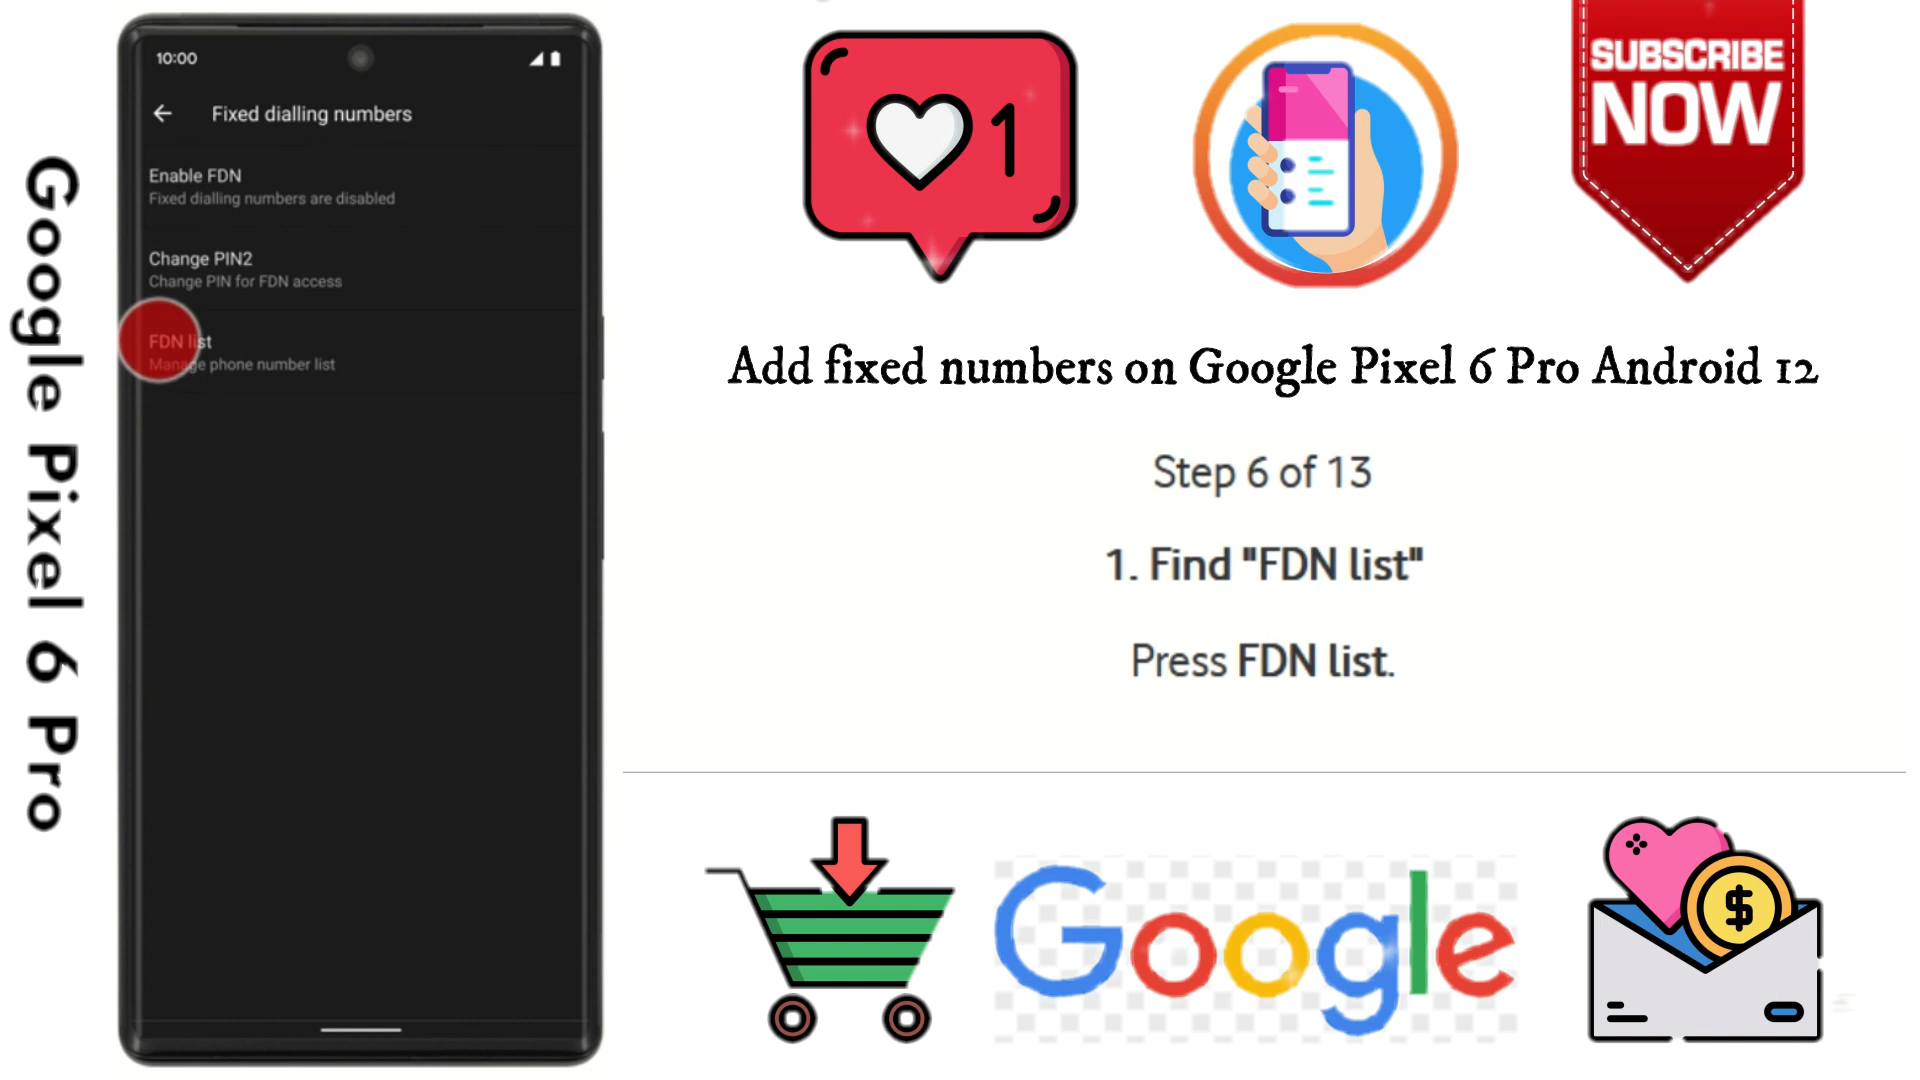 Google Pixel 6 Pro
10:00
Fixed dialling numbers
Enable FDN
Fixed dialling numbers are disabled
Change PIN2
Change PIN for FDN access
FDN list
Manage phone number list
1
SUBSCRIBE
NOW
Add fixed numbers on Google Pixel 6 Pro Android 12
Step 6 of 13
1. Find "FDN list"
Press FDN list.
Google
$